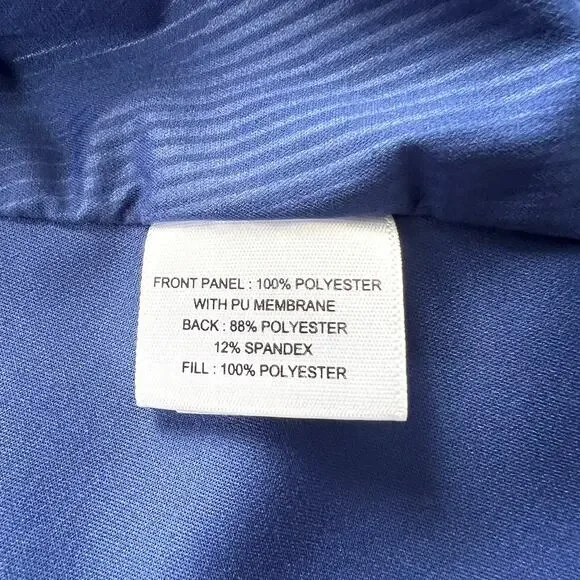 FRONT PANEL : 100% POLYESTER
WITH PU MEMBRANE
BACK : 88% POLYESTER
12% SPANDEX
FILL : 100% POLYESTER